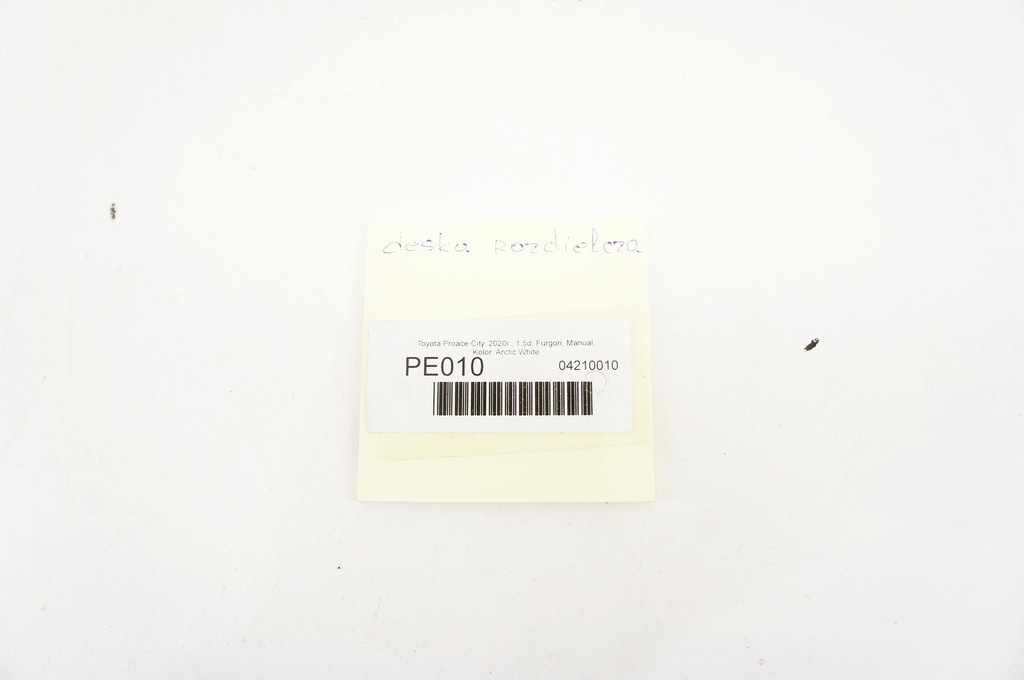 deska rozdielcza
Toyota Proace City, 2020r., 1.5d, Furgon, Manual,
Kolor: Arctic White
PE010 04210010